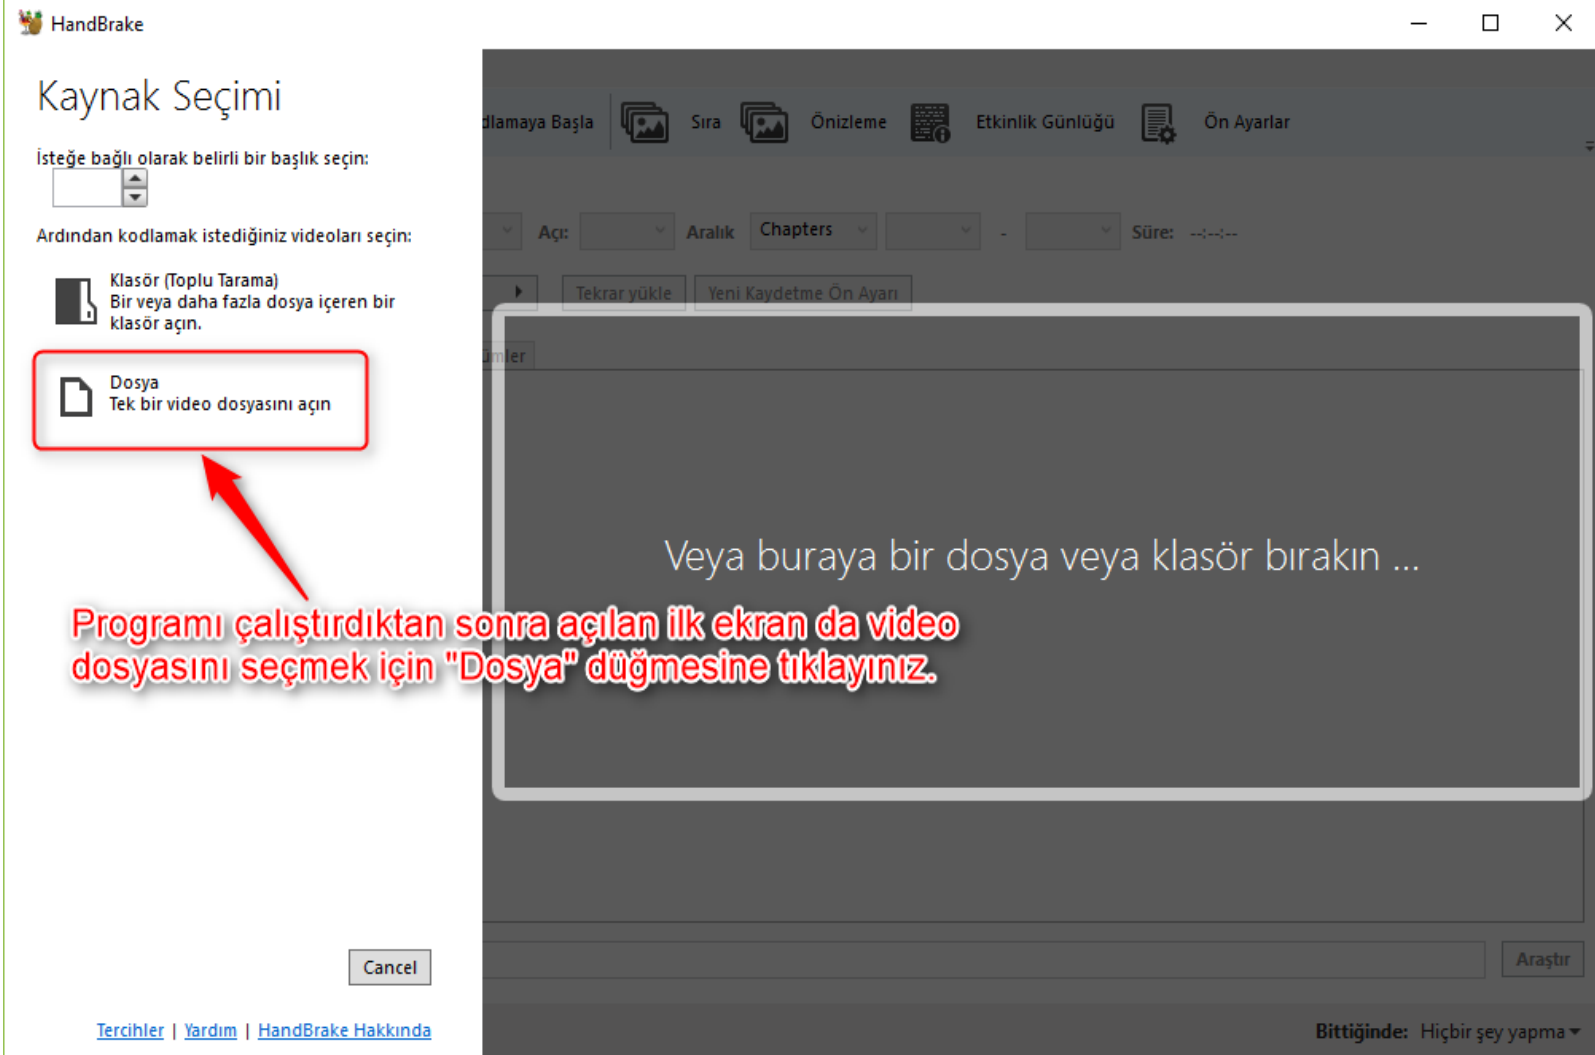 HandBrake
Kaynak Seçimi
İsteğe bağlı olarak belirli bir başlık seçin:
Ardından kodlamak istediğiniz videoları seçin:
Klasör (Toplu Tarama)
Bir veya daha fazla dosya içeren bir
klasör açın.
Dosya
Tek bir video dosyasını açın
dlamaya Başla
Sıra
Önizleme
Etkinlik Günlüğü
Ön Ayarlar
Açı:
Aralık
Chapters
-
Süre: --:--:--
Tekrar yükle
Yeni Kaydetme Ön Ayarı
ümler
Veya buraya bir dosya veya klasör bırakın ...
Programı çalıştırdıktan sonra açılan ilk ekran da video
dosyasını seçmek için "Dosya" düğmesine tıklayınız.
Cancel
Araştır
Tercihler | Yardım | HandBrake Hakkında
Bittiğinde: Hiçbir şey yapma